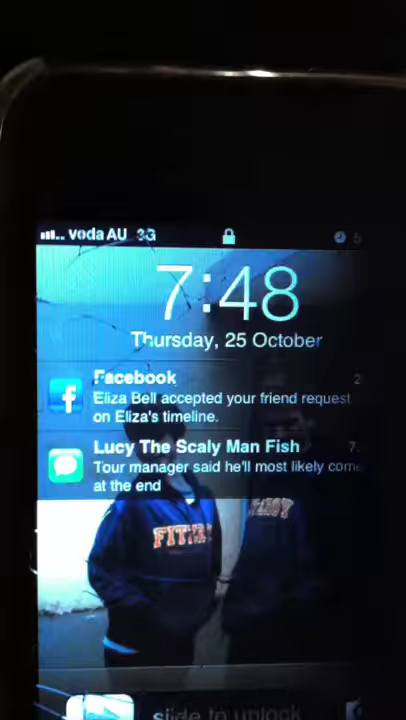 voda AU 3G
7:48
Thursday, 25 October
Facebook
Eliza Bell accepted your friend request
on Eliza's timeline.
Lucy The Scaly Man Fish
Tour manager said he'll most likely come
at the end
slide to unlock